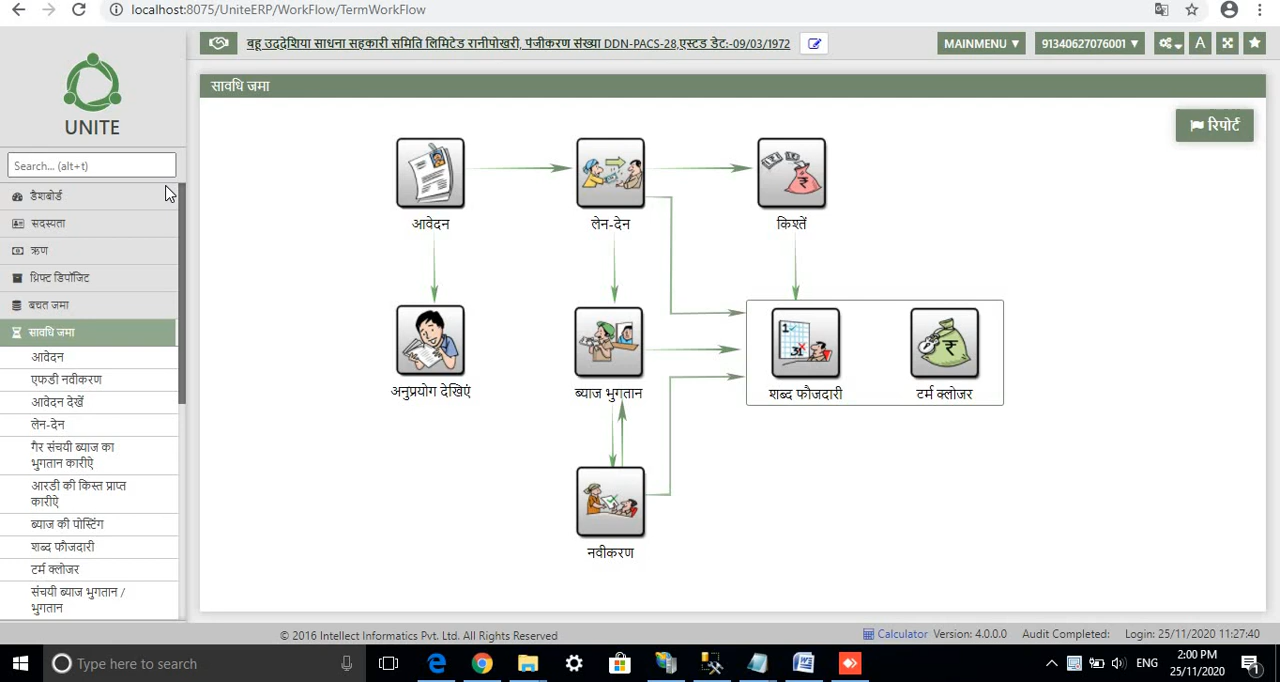 localhost:8075/UniteERP/WorkFlow/TermWorkFlow
बहू उददेशिया साधना सहकारी समिति लिमिटेड रानीपोखरी, पंजीकरण संख्या DDN-PACS-28,एस्टड डेट:-09/03/1972
MAINMENU ▾
91340627076001 ▾
A
UNITE
Search... (alt+t)
डैशबोर्ड
सदस्यता
ऋण
थ्रिफ्ट डिपॉजिट
बचत जमा
सावधि जमा
आवेदन
एफडी नवीकरण
आवेदन देखें
लेन-देन
गैर संचयी ब्याज का
भुगतान कारीऐ
आरडी की किस्त प्राप्त
कारीऐ
ब्याज की पोस्टिंग
शब्द फौजदारी
टर्म क्लोजर
संचयी ब्याज भुगतान /
भुगतान
सावधि जमा
रिपोर्ट
आवेदन
लेन-देन
किश्तें
अनुप्रयोग देखिएं
ब्याज भुगतान
शब्द फौजदारी
टर्म क्लोजर
नवीकरण
© 2016 Intellect Informatics Pvt. Ltd. All Rights Reserved
Calculator Version: 4.0.0.0 Audit Completed: Login: 25/11/2020 11:27:40
Type here to search
ENG
2:00 PM
25/11/2020
1